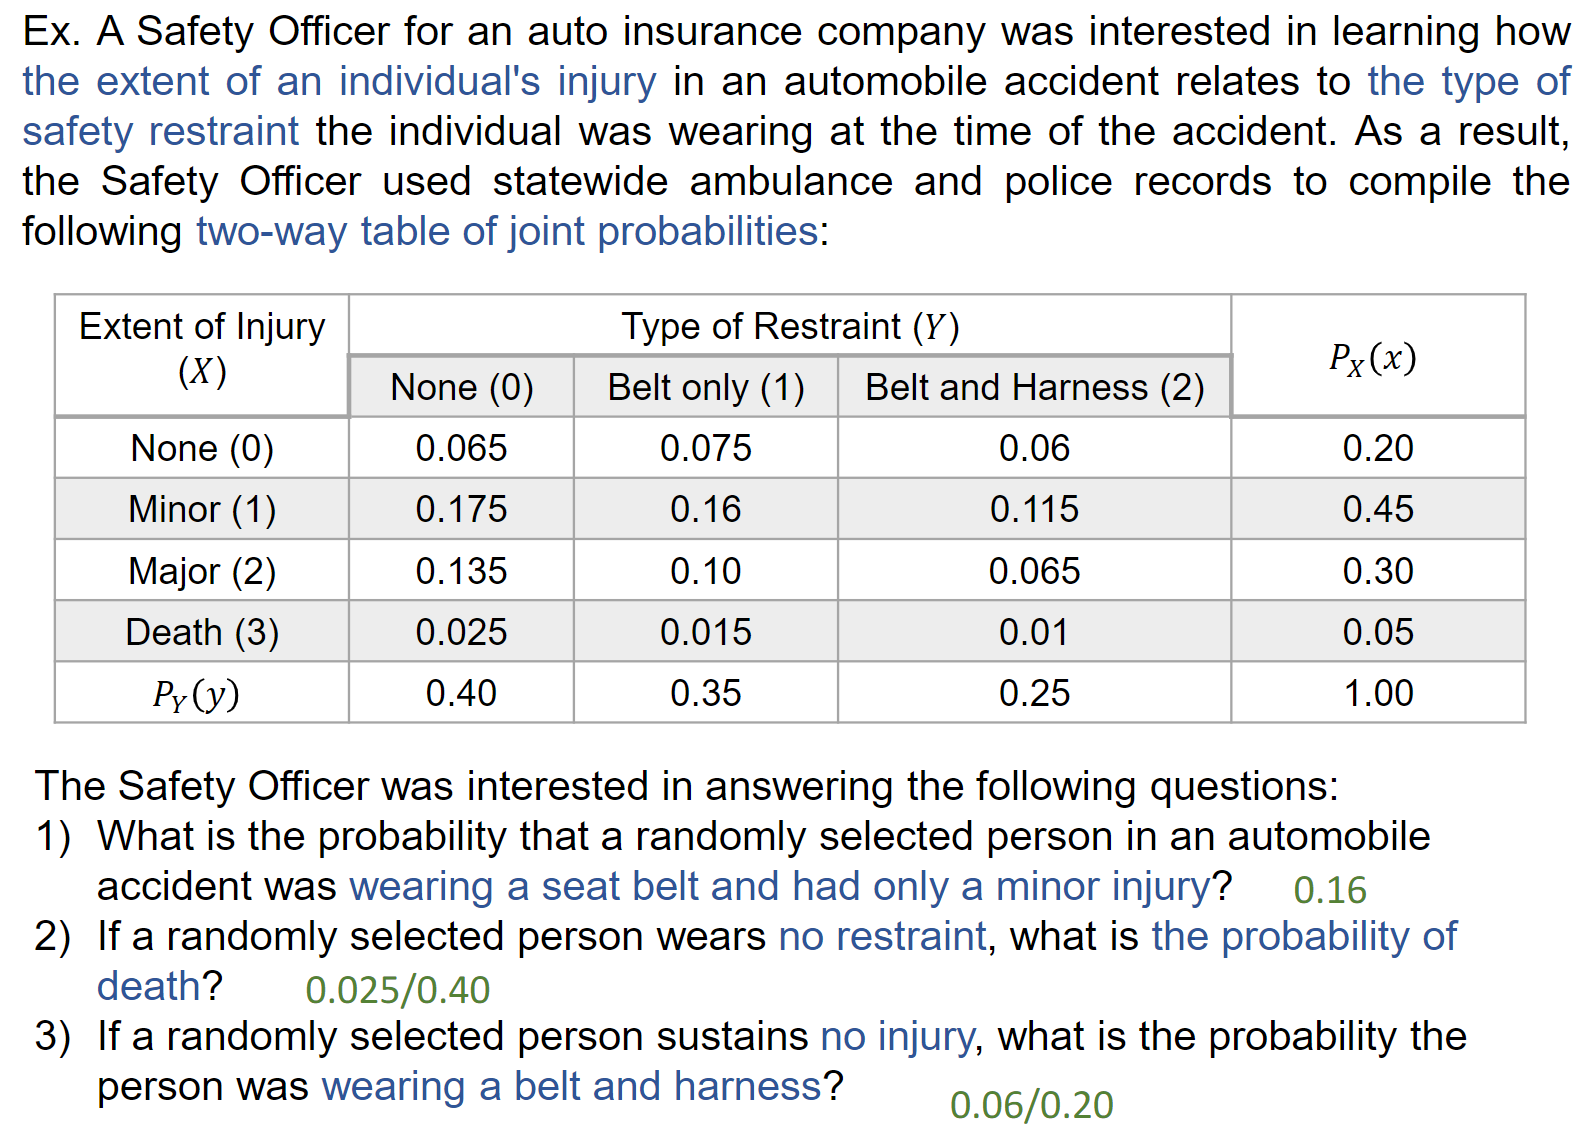 Ex. A Safety Officer for an auto insurance company was interested in learning how
the extent of an individual's injury in an automobile accident relates to the type of
safety restraint the individual was wearing at the time of the accident. As a result,
the Safety Officer used statewide ambulance and police records to compile the
following two-way table of joint probabilities:
Extent of Injury (X) Type of Restraint (Y) P_X(x)
None (0) Belt only (1) Belt and Harness (2)
None (0) 0.065 0.075 0.06 0.20
Minor (1) 0.175 0.16 0.115 0.45
Major (2) 0.135 0.10 0.065 0.30
Death (3) 0.025 0.015 0.01 0.05
P_Y(y) 0.40 0.35 0.25 1.00
The Safety Officer was interested in answering the following questions:
1) What is the probability that a randomly selected person in an automobile
accident was wearing a seat belt and had only a minor injury? 0.16
2) If a randomly selected person wears no restraint, what is the probability of
death? 0.025/0.40
3) If a randomly selected person sustains no injury, what is the probability the
person was wearing a belt and harness? 0.06/0.20